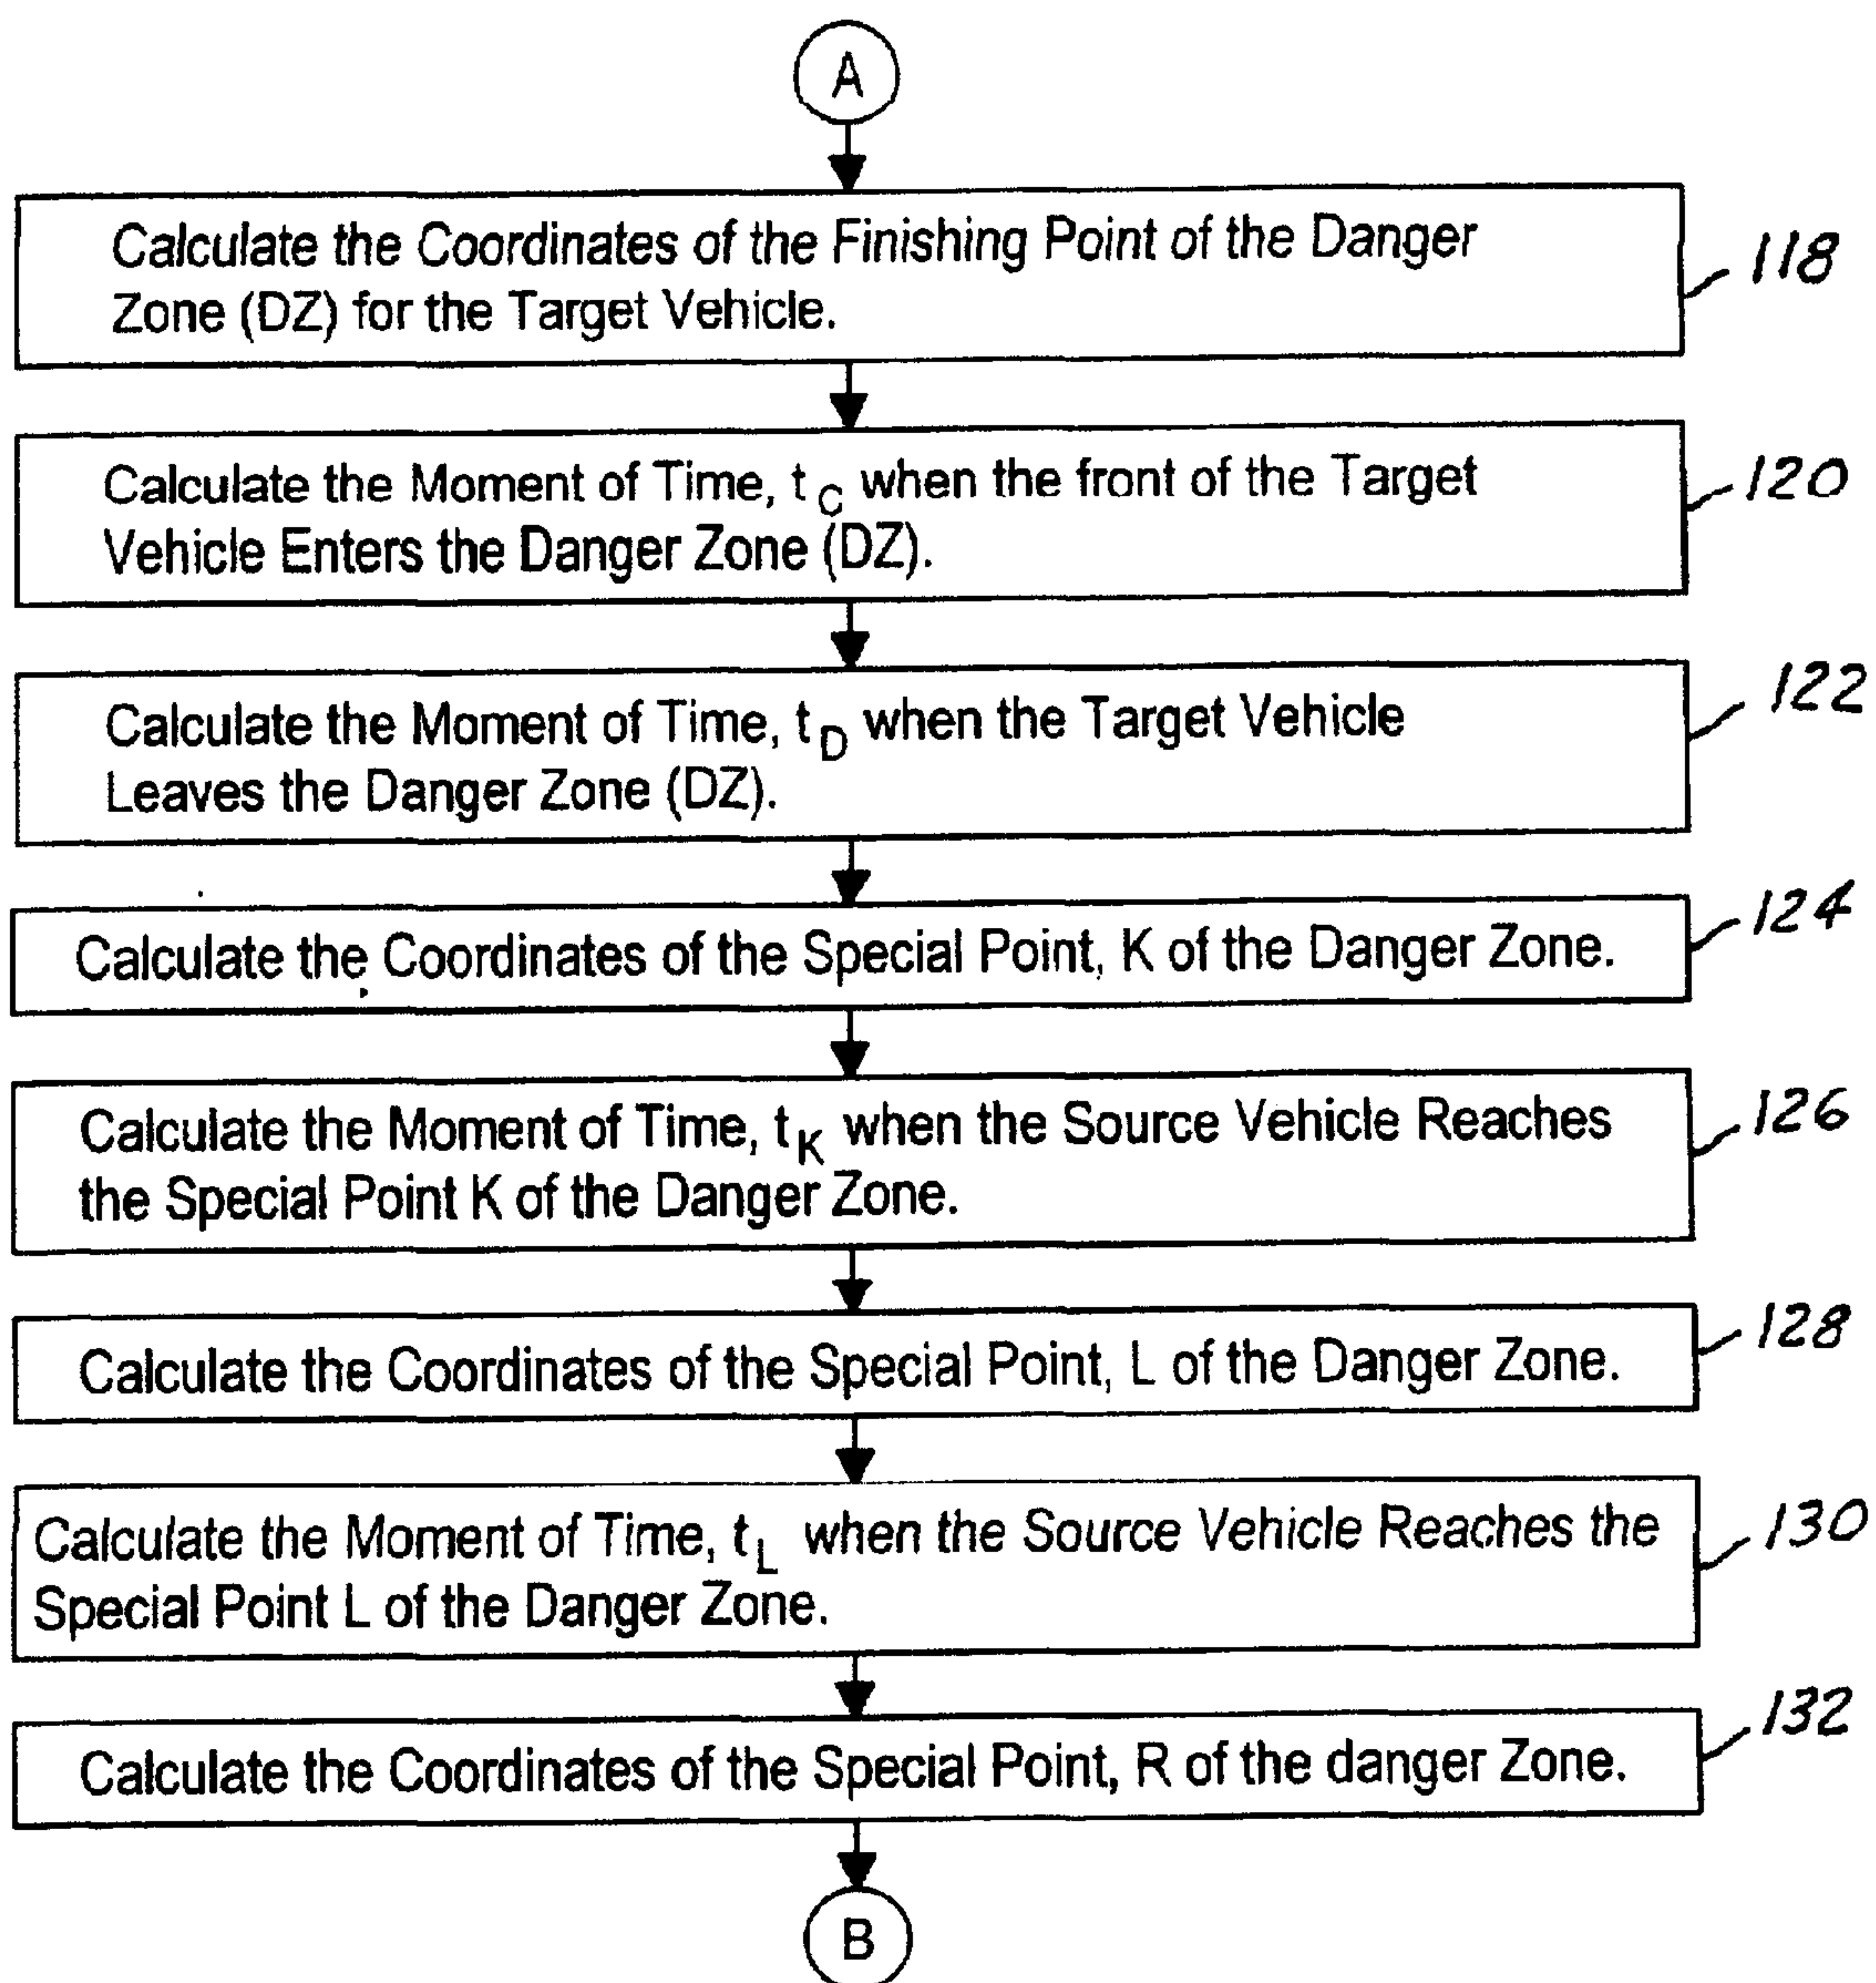 A
Calculate the Coordinates of the Finishing Point of the Danger
Zone (DZ) for the Target Vehicle.
118
Calculate the Moment of Time, t C when the front of the Target
Vehicle Enters the Danger Zone (DZ).
120
Calculate the Moment of Time, t D when the Target Vehicle
Leaves the Danger Zone (DZ).
122
Calculate the Coordinates of the Special Point, K of the Danger Zone.
124
Calculate the Moment of Time, t K when the Source Vehicle Reaches
the Special Point K of the Danger Zone.
126
Calculate the Coordinates of the Special Point, L of the Danger Zone.
128
Calculate the Moment of Time, t L when the Source Vehicle Reaches the
Special Point L of the Danger Zone.
130
Calculate the Coordinates of the Special Point, R of the danger Zone.
132
B